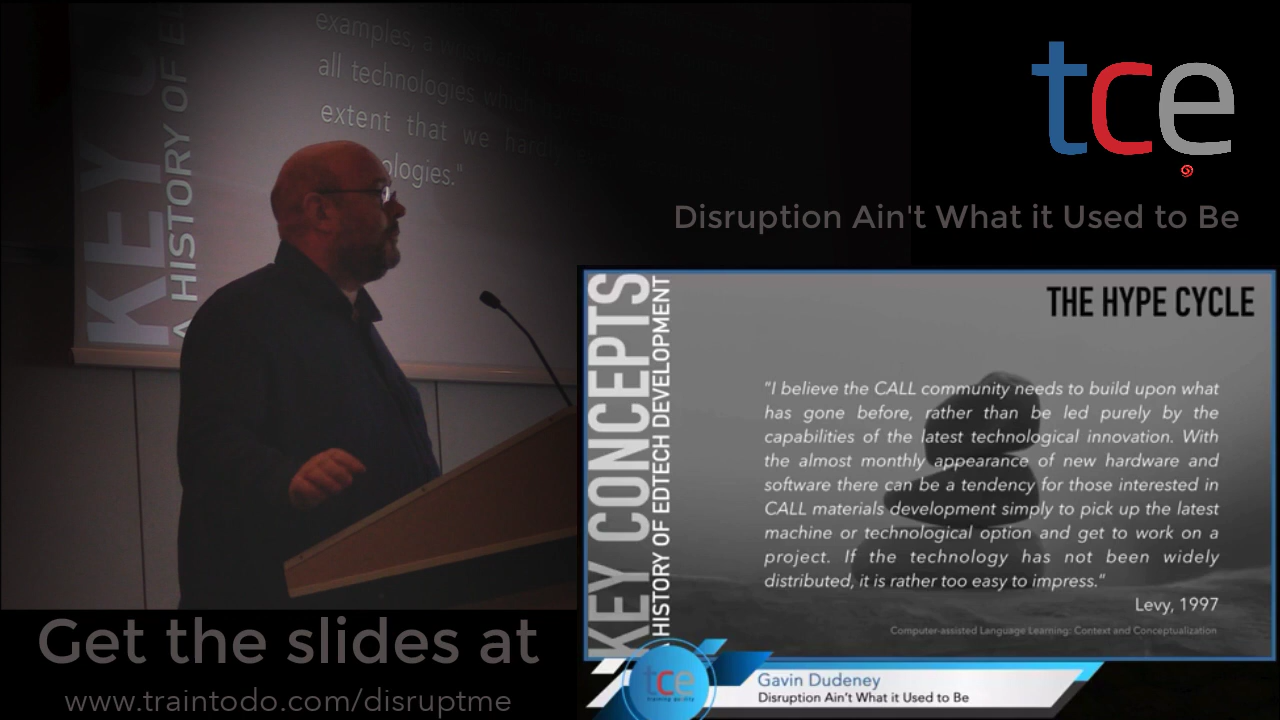 examples, a
all technologies which
extent that we hardly
ologies."
KEY
A HISTORY OF E
tce
Disruption Ain't What it Used to Be
KEY CONCEPTS
A HISTORY OF EDTECH DEVELOPMENT
THE HYPE CYCLE
"I believe the CALL community needs to build upon what
has gone before, rather than be led purely by the
capabilities of the latest technological innovation. With
the almost monthly appearance of new hardware and
software there can be a tendency for those interested in
CALL materials development simply to pick up the latest
machine or technological option and get to work on a
project. If the technology has not been widely
distributed, it is rather too easy to impress."
Levy, 1997
Computer-assisted Language Learning: Context and Conceptualization
Get the slides at
www.traintodo.com/disruptme
tce
Gavin Dudeney
Disruption Ain't What it Used to Be